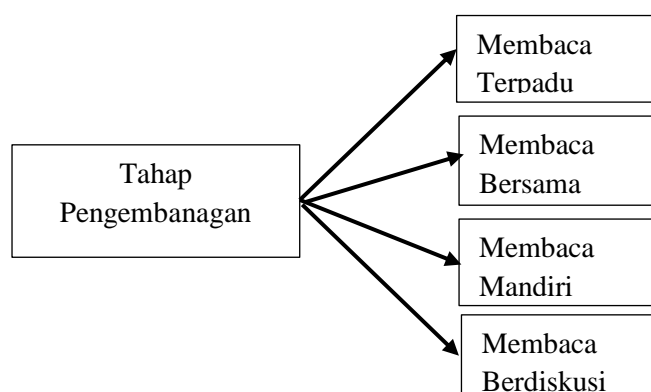 Tahap
Pengembanagan
Membaca
Terpadu
Membaca
Bersama
Membaca
Mandiri
Membaca
Berdiskusi